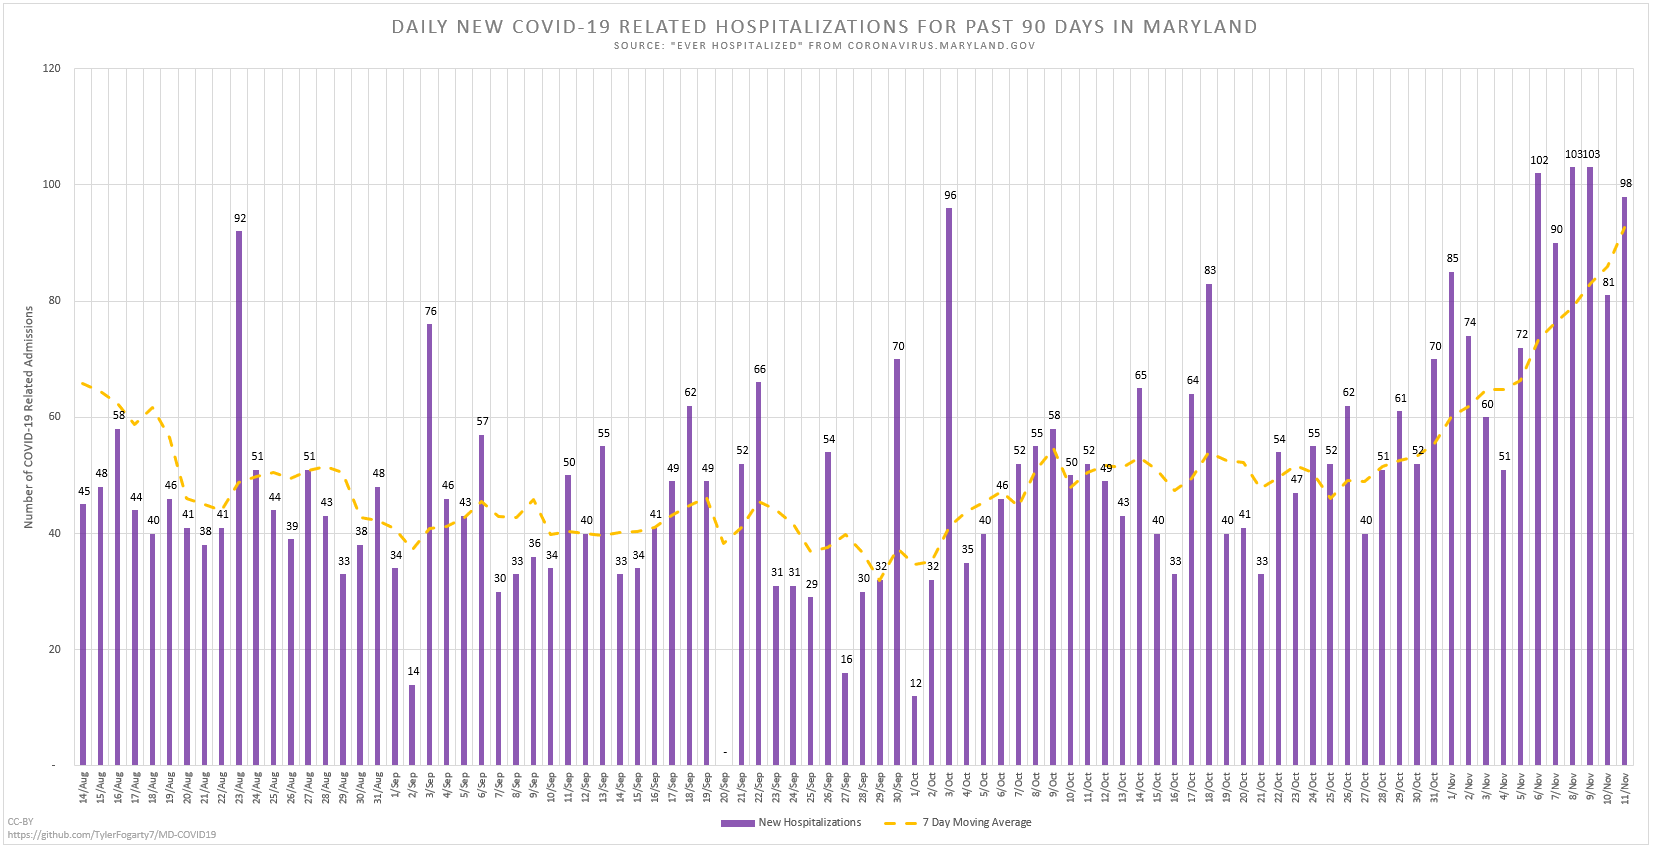 DAILY NEW COVID-19 RELATED HOSPITALIZATIONS FOR PAST 90 DAYS IN MARYLAND
SOURCE: "EVER HOSPITALIZED" FROM CORONAVIRUS.MARYLAND.GOV
Number of COVID-19 Related Admissions
120
100
80
60
40
20
-
45 48 58 44 40 46 41 38 41 92 51 44 39 51 43 33 38 48 34 14 76 46 43 57 30 33 36 34 50 40 55 33 34 41 49 62 49 - 52 66 31 31 29 54 16 30 32 70 12 32 96 35 40 46 52 55 58 50 52 49 43 65 40 33 64 83 40 41 33 54 47 55 52 62 40 51 61 52 70 85 74 60 51 72 102 90 103 103 81 98
14/Aug 15/Aug 16/Aug 17/Aug 18/Aug 19/Aug 20/Aug 21/Aug 22/Aug 23/Aug 24/Aug 25/Aug 26/Aug 27/Aug 28/Aug 29/Aug 30/Aug 31/Aug 1/Sep 2/Sep 3/Sep 4/Sep 5/Sep 6/Sep 7/Sep 8/Sep 9/Sep 10/Sep 11/Sep 12/Sep 13/Sep 14/Sep 15/Sep 16/Sep 17/Sep 18/Sep 19/Sep 20/Sep 21/Sep 22/Sep 23/Sep 24/Sep 25/Sep 26/Sep 27/Sep 28/Sep 29/Sep 30/Sep 1/Oct 2/Oct 3/Oct 4/Oct 5/Oct 6/Oct 7/Oct 8/Oct 9/Oct 10/Oct 11/Oct 12/Oct 13/Oct 14/Oct 15/Oct 16/Oct 17/Oct 18/Oct 19/Oct 20/Oct 21/Oct 22/Oct 23/Oct 24/Oct 25/Oct 26/Oct 27/Oct 28/Oct 29/Oct 30/Oct 31/Oct 1/Nov 2/Nov 3/Nov 4/Nov 5/Nov 6/Nov 7/Nov 8/Nov 9/Nov 10/Nov 11/Nov
New Hospitalizations 7 Day Moving Average
CC-BY
https://github.com/TylerFogarty7/MD-COVID19